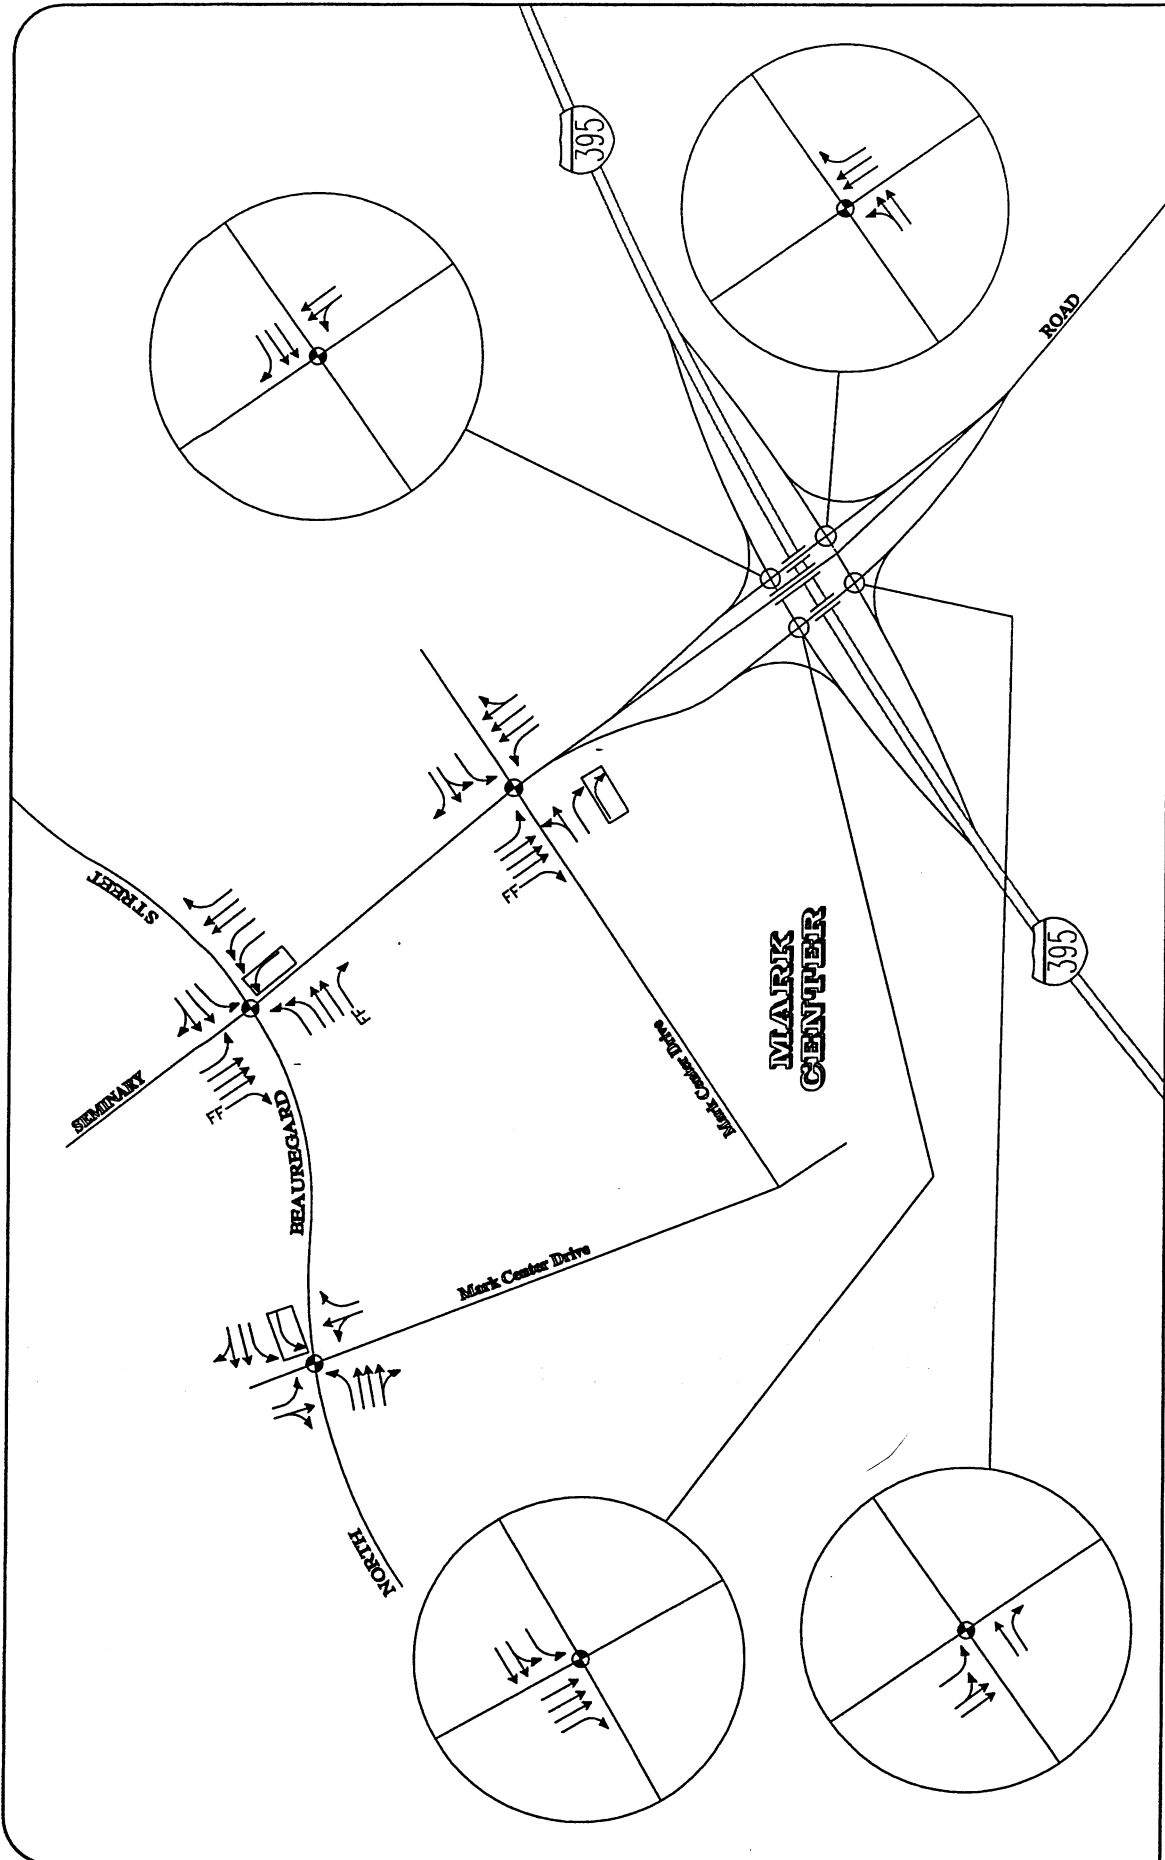 395
ROAD
STREET
FF
FF
FF
SEMINARY
BEAUREGARD
MARK
CENTER
Mark Center Drive
Mark Center Drive
395
NORTH